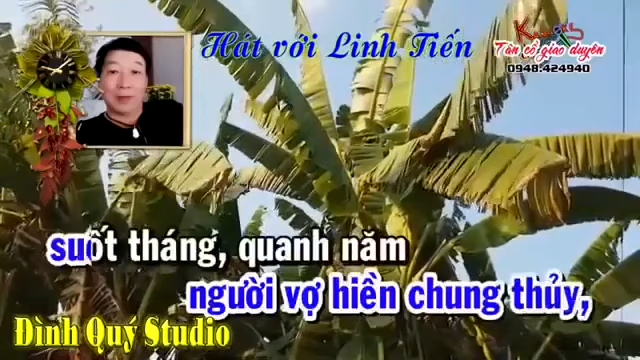 Hát với Linh Tiến
Karaoke
Tân cổ giao duyên
0948.424940
suốt tháng, quanh năm
người vợ hiền chung thủy,
Đình Quý Studio